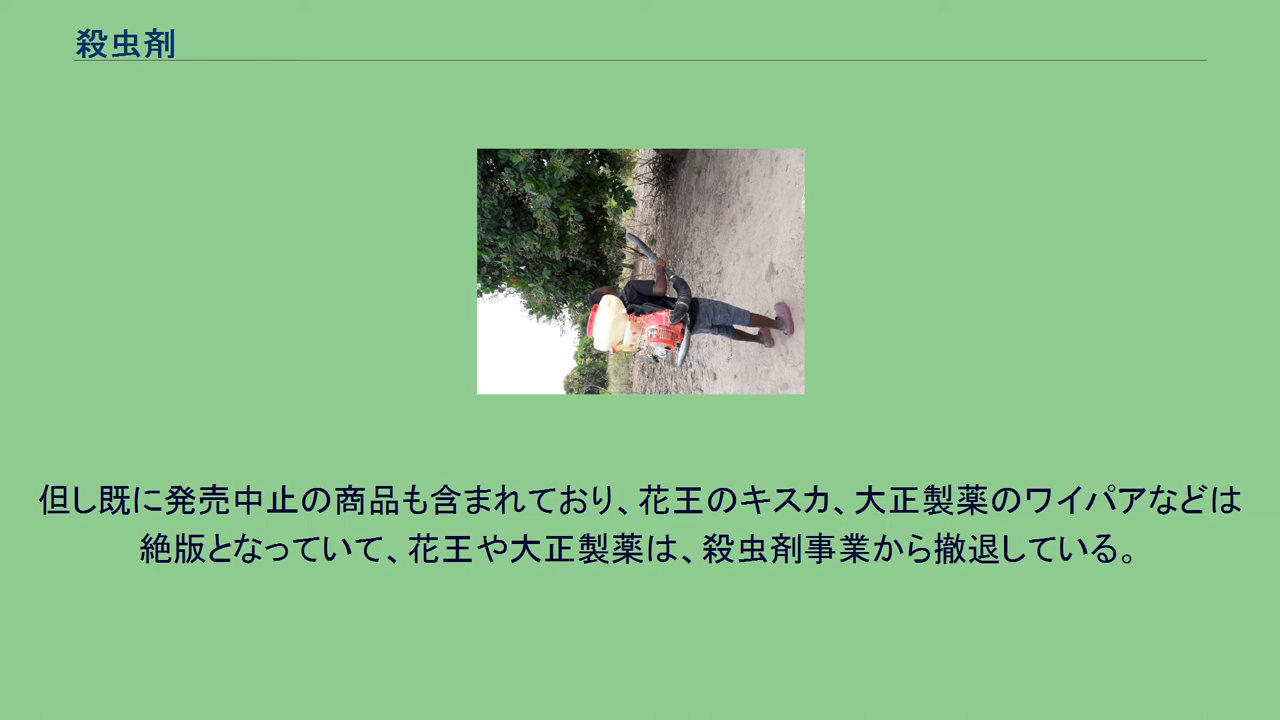 殺虫剤
但し既に発売中止の商品も含まれており、花王のキスカ、大正製薬のワイパアなどは
絶版となっていて、花王や大正製薬は、殺虫剤事業から撤退している。